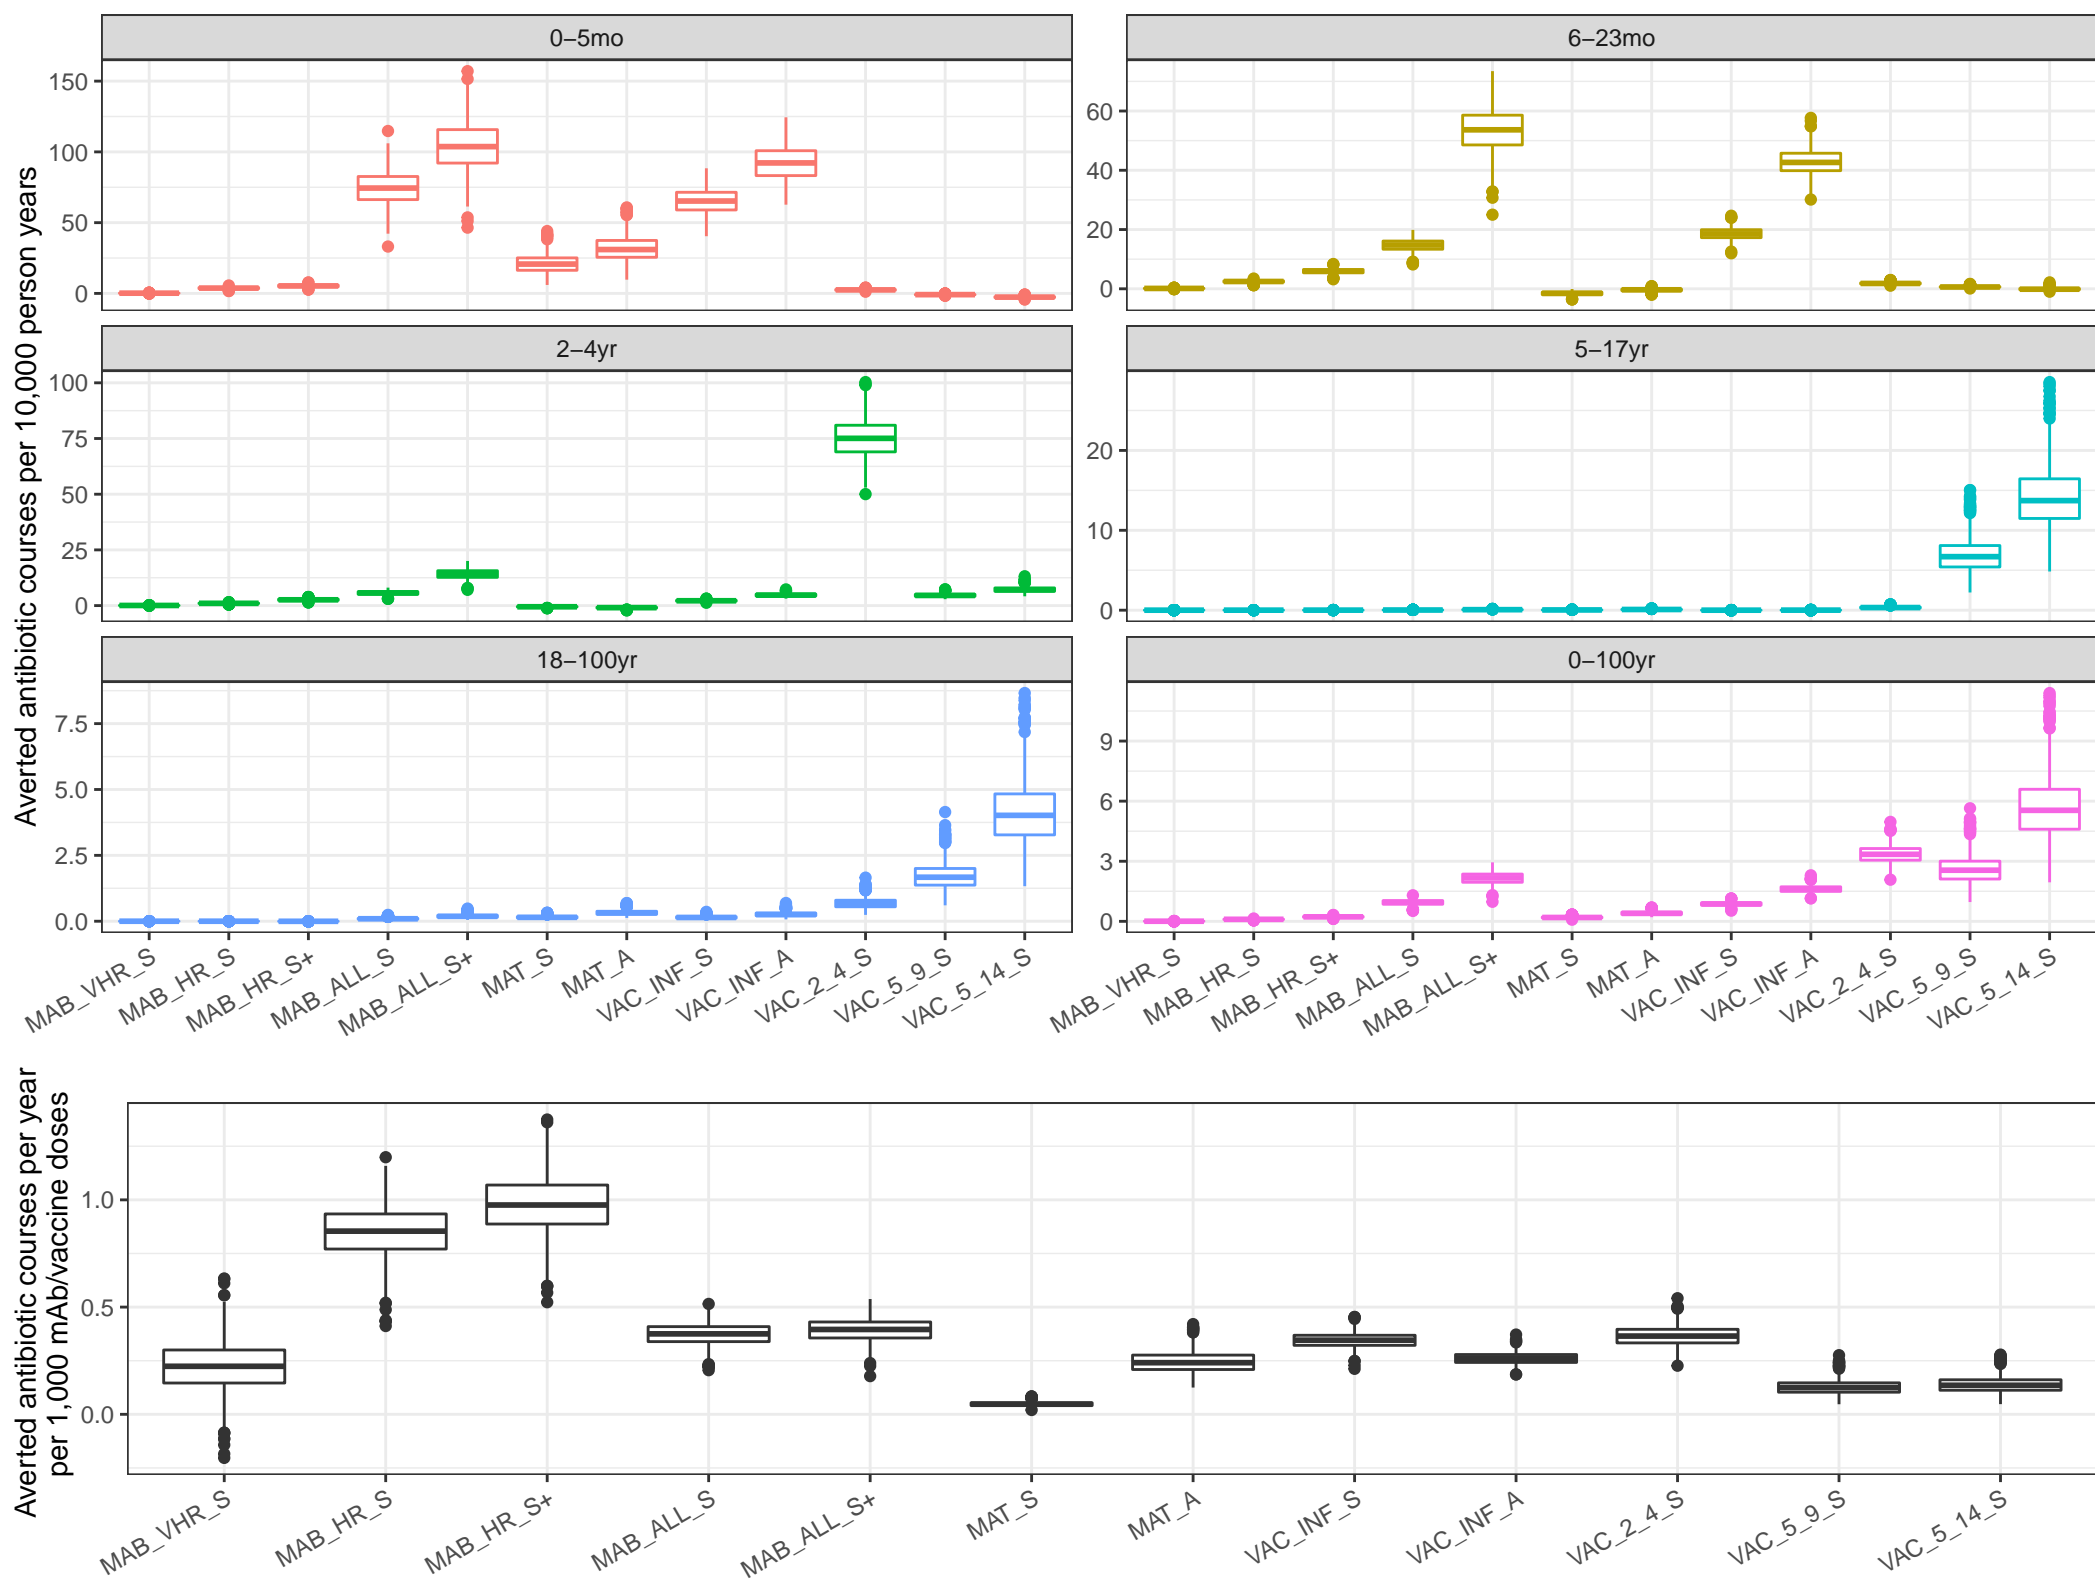 0–5mo
6–23mo
150
100
50
0
60
40
20
0
2–4yr
5–17yr
100
75
50
25
0
20
10
0
18–100yr
0–100yr
7.5
5.0
2.5
0.0
9
6
3
0
Averted antibiotic courses per 10,000 person years
MAB_VHR_S
MAB_HR_S
MAB_HR_S+
MAB_ALL_S
MAB_ALL_S+
MAT_S
MAT_A
VAC_INF_S
VAC_INF_A
VAC_2_4_S
VAC_5_9_S
VAC_5_14_S
MAB_VHR_S
MAB_HR_S
MAB_HR_S+
MAB_ALL_S
MAB_ALL_S+
MAT_S
MAT_A
VAC_INF_S
VAC_INF_A
VAC_2_4_S
VAC_5_9_S
VAC_5_14_S
Averted antibiotic courses per year
per 1,000 mAb/vaccine doses
1.0
0.5
0.0
MAB_VHR_S
MAB_HR_S
MAB_HR_S+
MAB_ALL_S
MAB_ALL_S+
MAT_S
MAT_A
VAC_INF_S
VAC_INF_A
VAC_2_4_S
VAC_5_9_S
VAC_5_14_S